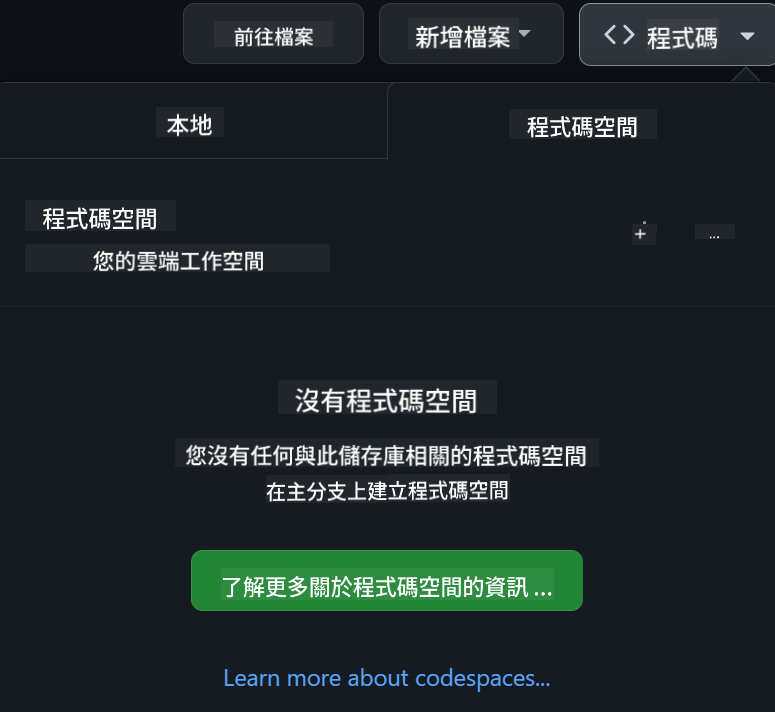 前往檔案
新增檔案
<> 程式碼
本地
程式碼空間
程式碼空間
+
...
您的雲端工作空間
沒有程式碼空間
您沒有任何與此儲存庫相關的程式碼空間
在主分支上建立程式碼空間
了解更多關於程式碼空間的資訊 ...
Learn more about codespaces...